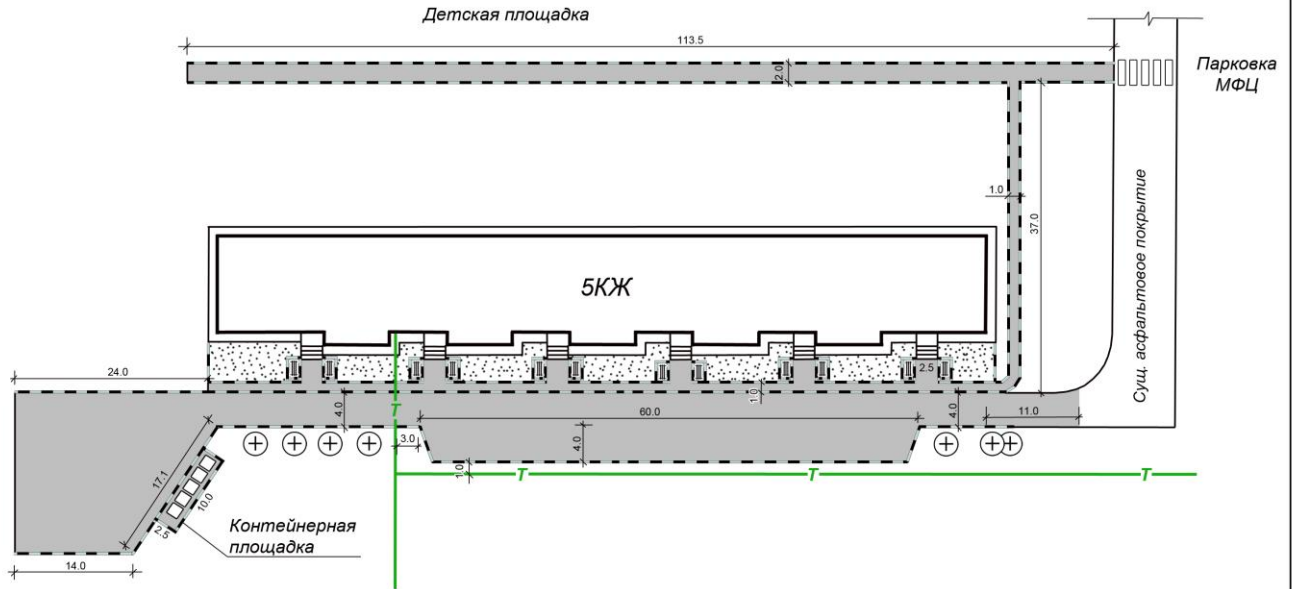 Детская площадка
113.5
2.0
Парковка
МФЦ
1.0
37.0
Сущ. асфальтовое покрытие
5КЖ
2.5
24.0
4.0
Т
1.0
60.0
4.0
11.0
3.0
4.0
1.0
Т
Т
Т
17.1
10.0
2.5
Контейнерная
площадка
14.0